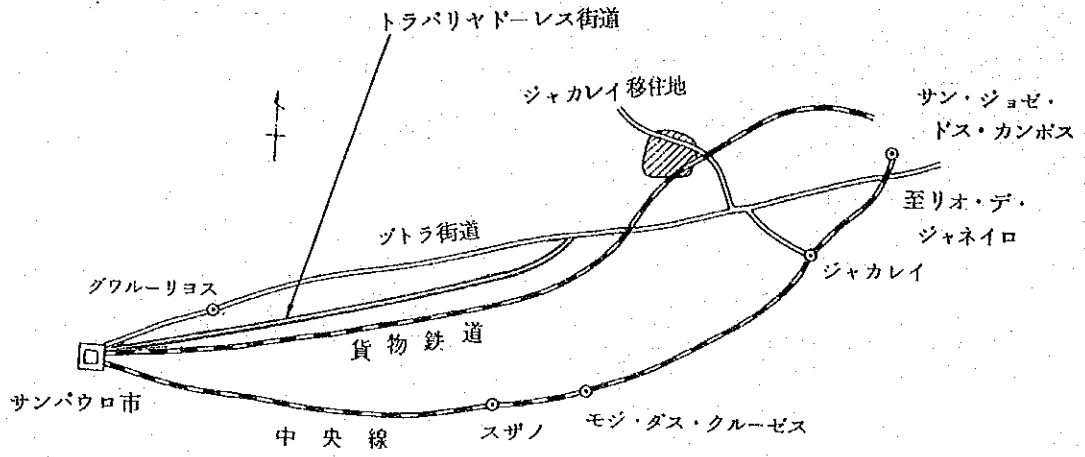 トラバリヤドーレス街道
ジャカレイ移住地
サン・ジョゼ・
ドス・カンポス
至リオ・デ・
ジャネイロ
ヅトラ街道
ジャカレイ
グワルーリヨス
貨物鉄道
サンパウロ市
中央線
スザノ
モジ・ダス・クルーゼス